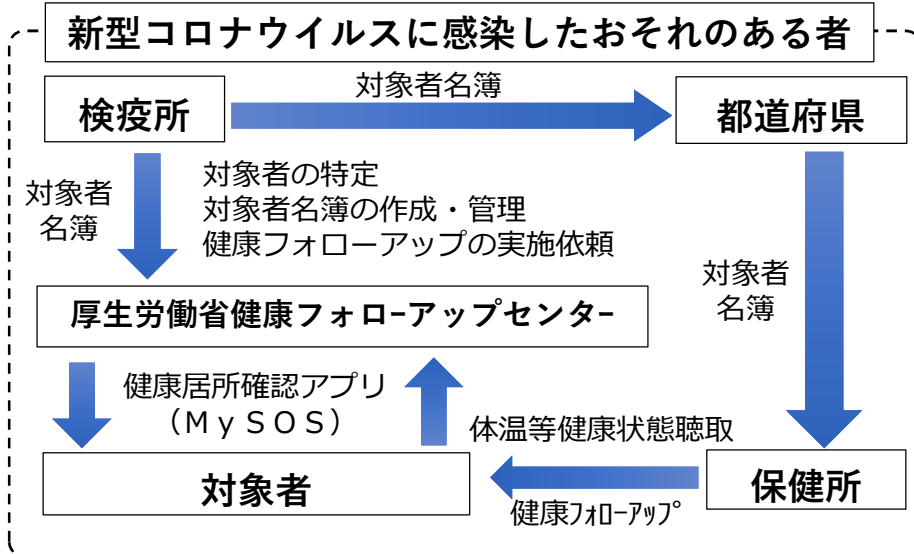 新型コロナウイルスに感染したおそれのある者
対象者名簿
検疫所
都道府県
対象者
名簿
対象者の特定
対象者名簿の作成・管理
健康フォローアップの実施依頼
対象者
名簿
厚生労働省健康フォローアップセンター
健康居所確認アプリ
（ＭｙＳＯＳ）
体温等健康状態聴取
対象者
保健所
健康ﾌｫﾛｰｱｯﾌﾟ